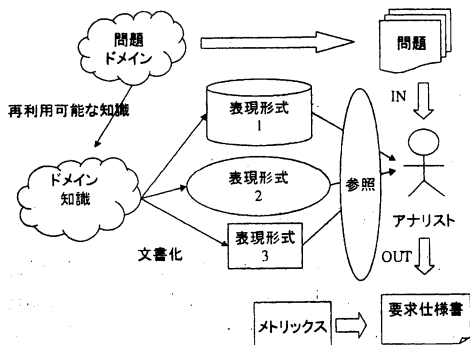 問題
ドメイン
問題
再利用可能な知識
IN
表現形式
1
ドメイン
知識
表現形式
2
参照
アナリスト
表現形式
3
文書化
OUT
メトリックス
要求仕様書